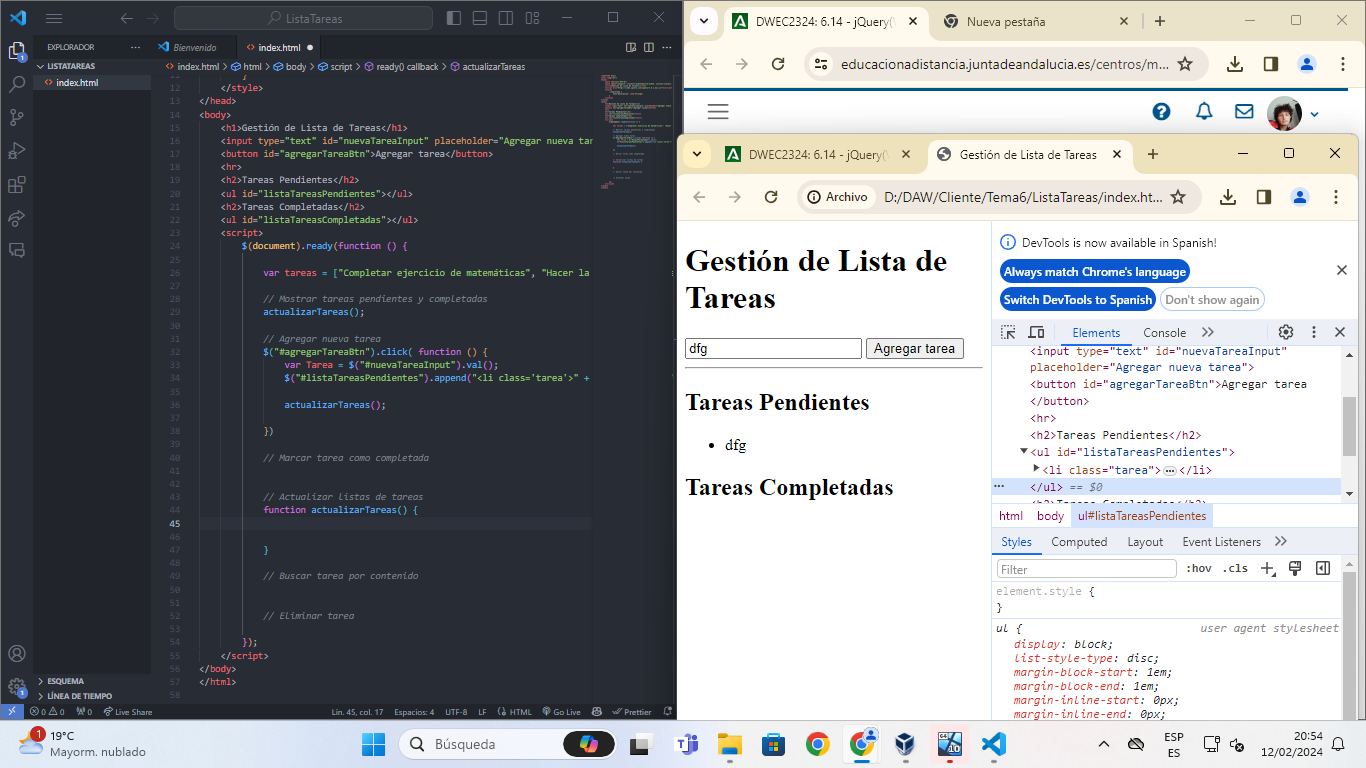 ListaTareas
EXPLORADOR
LISTATAREAS
index.html
Bienvenido
index.html
index.html > html > body > script > ready() callback > actualizarTareas
12 </style>
13 </head>
14 <body>
15 <h1>Gestión de Lista de Tareas</h1>
16 <input type="text" id="nuevaTareaInput" placeholder="Agregar nueva tar
17 <button id="agregarTareaBtn">Agregar tarea</button>
18 <hr>
19 <h2>Tareas Pendientes</h2>
20 <ul id="listaTareasPendientes"></ul>
21 <h2>Tareas Completadas</h2>
22 <ul id="listaTareasCompletadas"></ul>
23 <script>
24 $(document).ready(function () {
25
26 var tareas = ["Completar ejercicio de matemáticas", "Hacer la
27
28 // Mostrar tareas pendientes y completadas
29 actualizarTareas();
30
31 // Agregar nueva tarea
32 $("#agregarTareaBtn").click( function () {
33 var Tarea = $("#nuevaTareaInput").val();
34 $("#listaTareasPendientes").append("<li class='tarea'>" +
35
36 actualizarTareas();
37
38 })
39
40 // Marcar tarea como completada
41
42
43 // Actualizar listas de tareas
44 function actualizarTareas() {
45
46
47 }
48
49 // Buscar tarea por contenido
50
51
52 // Eliminar tarea
53
54 });
55 </script>
56 </body>
57 </html>
58
ESQUEMA
LÍNEA DE TIEMPO
0 0 0 Live Share
Lín. 45, col. 17 Espacios: 4 UTF-8 LF HTML Go Live Prettier
DWEC2324: 6.14 - jQuery(
Nueva pestaña
educacionadistancia.juntadeandalucia.es/centros/m...
DWEC2324: 6.14 - jQuery(
Gestión de Lista de Tareas
Archivo D:/DAW/Cliente/Tema6/ListaTareas/index.ht...
Gestión de Lista de
Tareas
dfg
Agregar tarea
Tareas Pendientes
dfg
Tareas Completadas
DevTools is now available in Spanish!
Always match Chrome's language
Switch DevTools to Spanish
Don't show again
Elements
Console
<input type="text" id="nuevaTareaInput"
placeholder="Agregar nueva tarea">
<button id="agregarTareaBtn">Agregar tarea
</button>
<hr>
<h2>Tareas Pendientes</h2>
<ul id="listaTareasPendientes">
<li class="tarea">…</li>
</ul> == $0
<h2>Tareas Completadas</h2>
html body ul#listaTareasPendientes
Styles Computed Layout Event Listeners
Filter
:hov .cls
element.style {
}
ul { user agent stylesheet
display: block;
list-style-type: disc;
margin-block-start: 1em;
margin-block-end: 1em;
margin-inline-start: 0px;
margin-inline-end: 0px;
1
19°C
Mayorm. nublado
Búsqueda
ESP
ES
20:54
12/02/2024